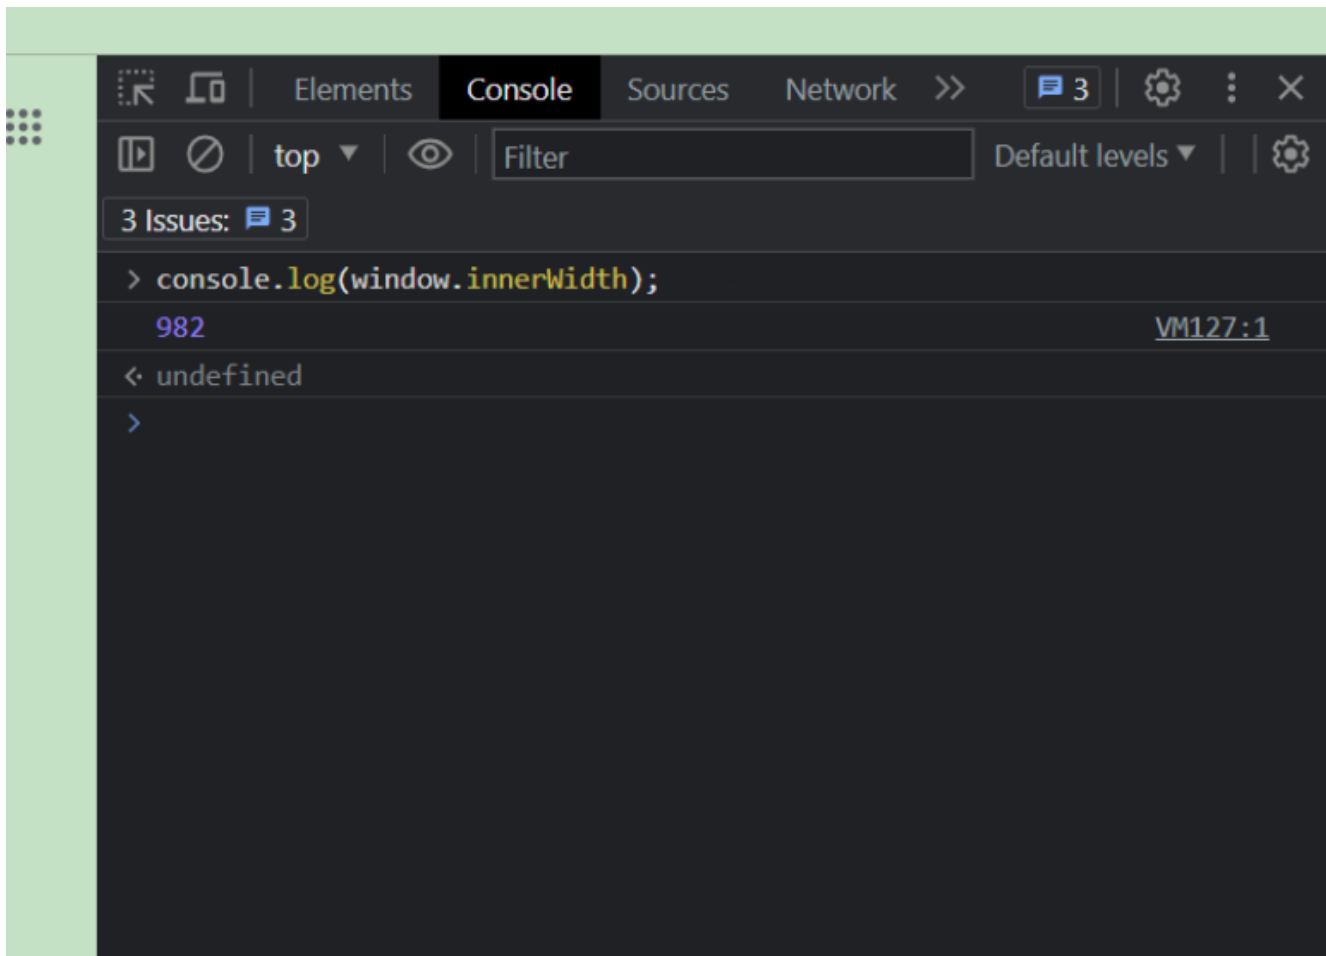 Elements Console Sources Network 3
top Filter Default levels
3 Issues: 3
console.log(window.innerWidth);
982 VM127:1
undefined